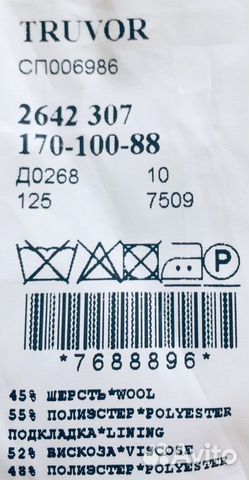 TRUVOR
СП006986
2642 307
170-100-88
Д0268 10
125 7509
P
*7688896*
45% ШЕРСТЬ*WOOL
55% ПОЛИЭСТЕР*POLYESTER
ПОДКЛАДКА*LINING
52% ВИСКОЗА*VISCOSE
48% ПОЛИЭСТЕР*POLYESTER
Avito